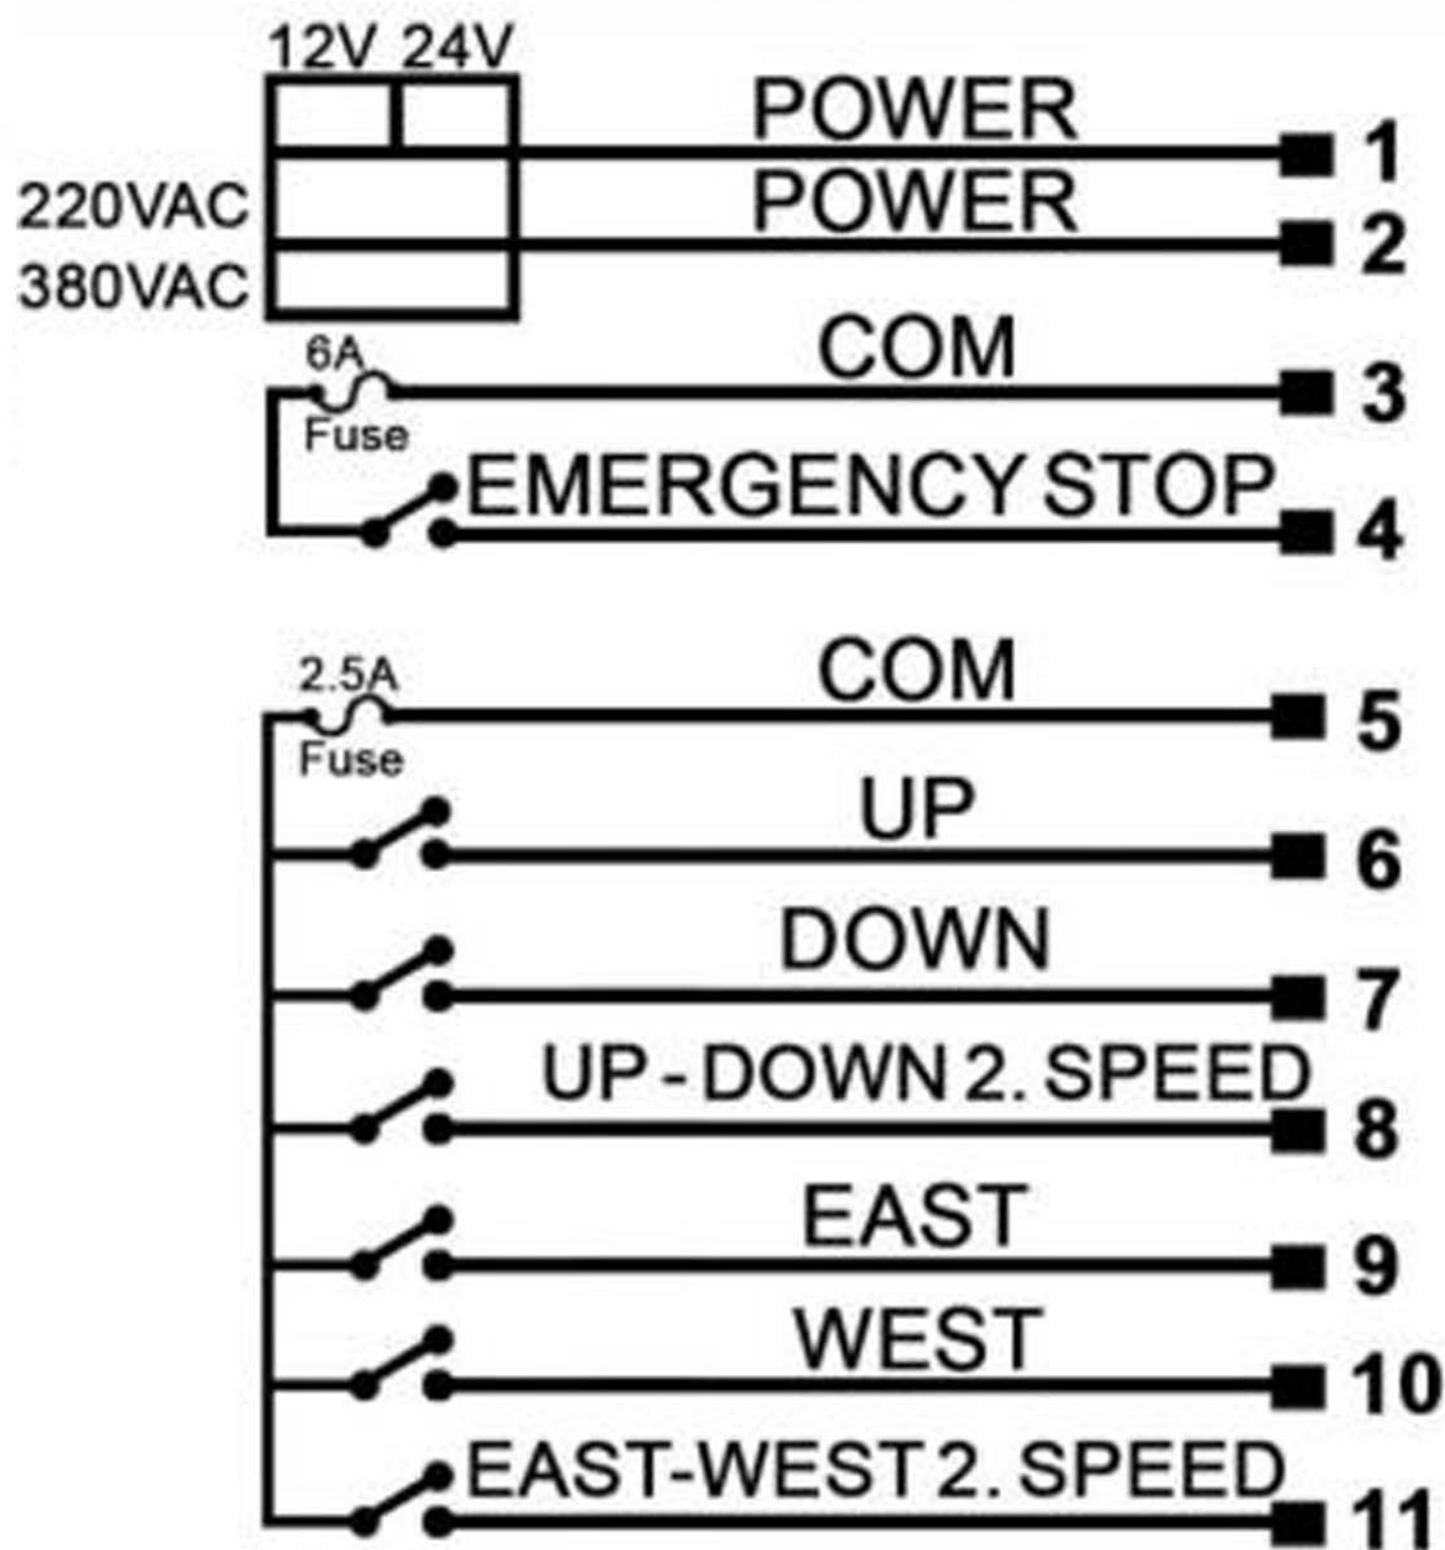 12V 24V
POWER 1
220VAC POWER 2
380VAC
6A COM 3
Fuse
EMERGENCY STOP 4
2.5A COM 5
Fuse
UP 6
DOWN 7
UP - DOWN 2. SPEED 8
EAST 9
WEST 10
EAST-WEST 2. SPEED 11